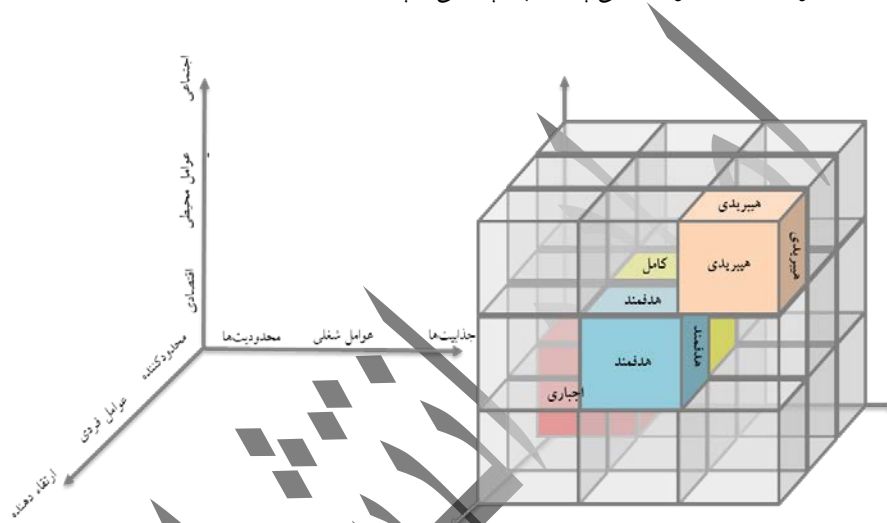 اجتماعی
عوامل محیطی
اقتصادی
محدودکننده
عوامل فردی
ارتقاء دهنده
محدودیت‌ها
عوامل شغلی
جذابیت‌ها
هیبریدی
هیبریدی
هیبریدی
کامل
هدفمند
هدفمند
هدفمند
اجباری